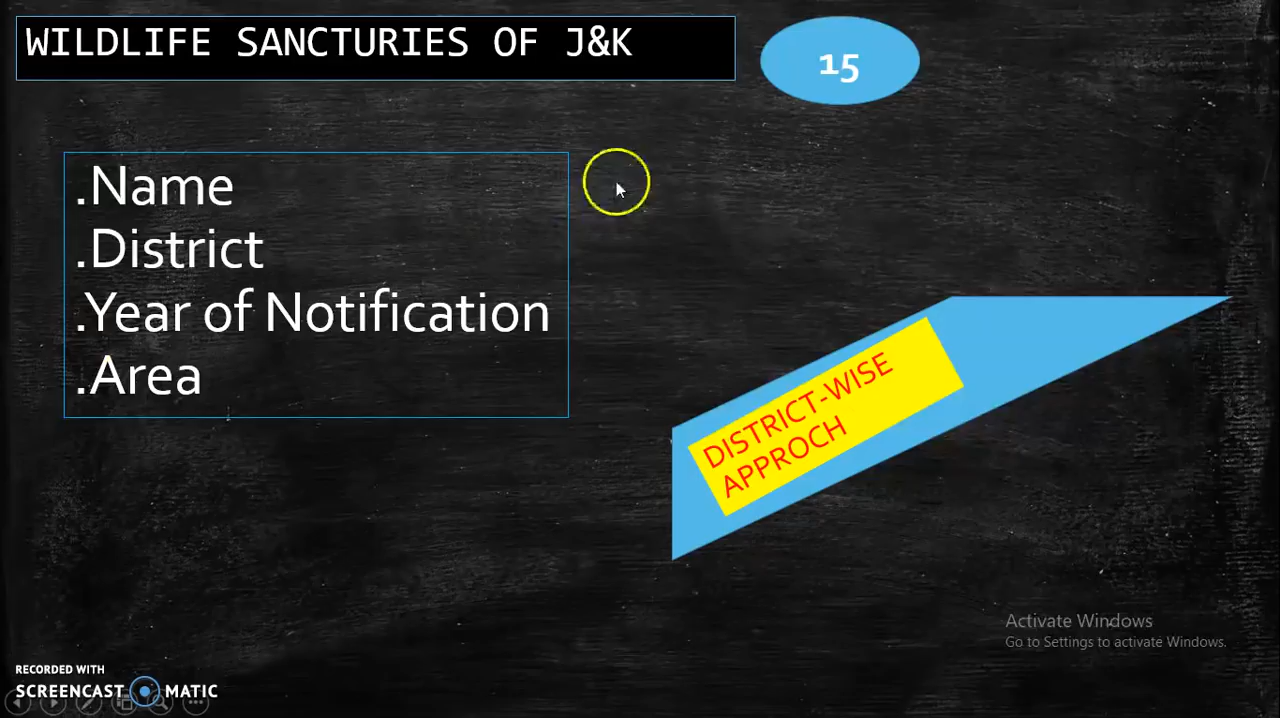 WILDLIFE SANCTURIES OF J&K
15
.Name
.District
.Year of Notification
.Area
DISTRICT-WISE
APPROCH
Activate Windows
Go to Settings to activate Windows.
RECORDED WITH
SCREENCAST MATIC